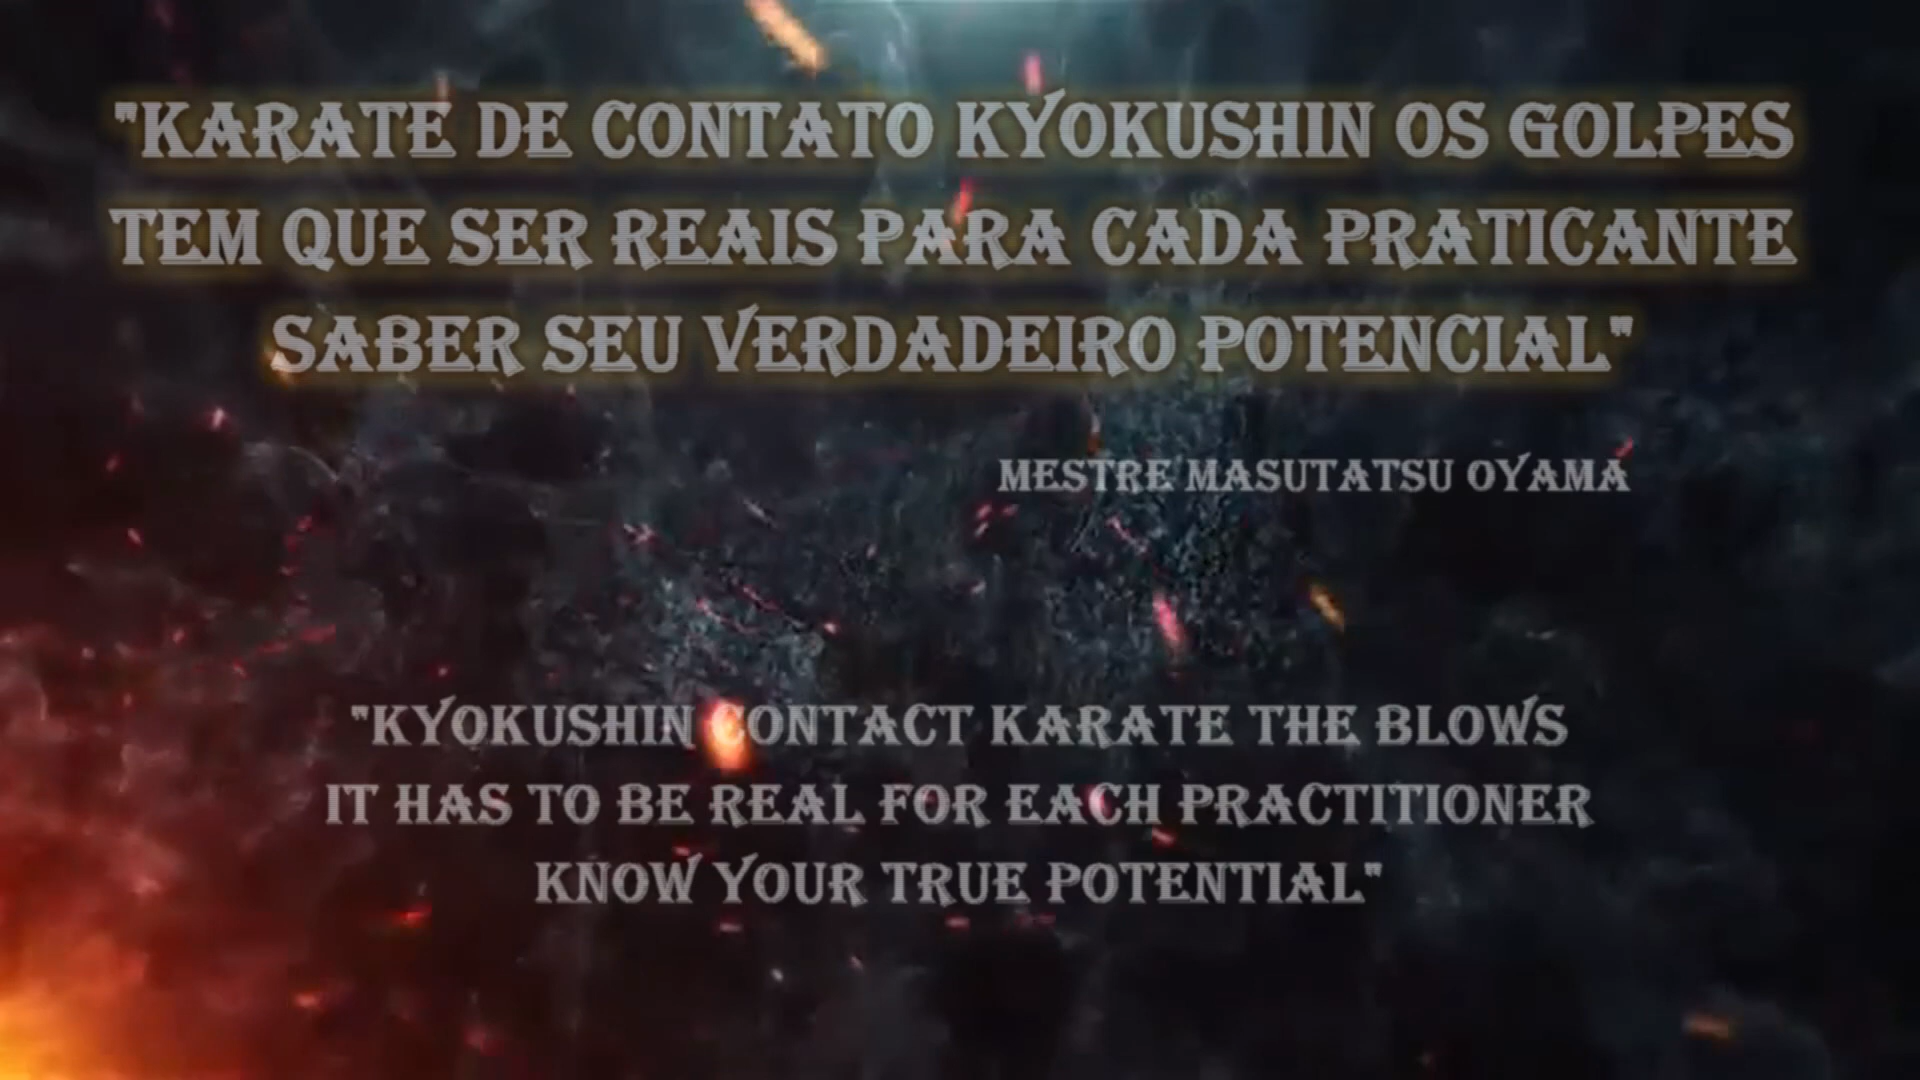 "KARATE DE CONTATO KYOKUSHIN OS GOLPES
TEM QUE SER REAIS PARA CADA PRATICANTE
SABER SEU VERDADEIRO POTENCIAL"
MESTRE MASUTATSU OYAMA
"KYOKUSHIN CONTACT KARATE THE BLOWS
IT HAS TO BE REAL FOR EACH PRACTITIONER
KNOW YOUR TRUE POTENTIAL"